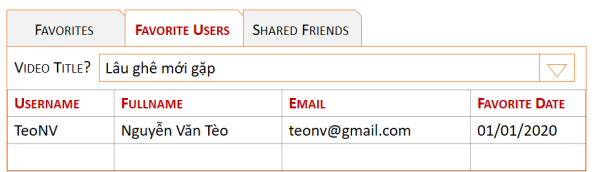 FAVORITES FAVORITE USERS SHARED FRIENDS
VIDEO TITLE? Lâu ghê mới gặp
USERNAME FULLNAME EMAIL FAVORITE DATE
TeoNV Nguyễn Văn Tèo teonv@gmail.com 01/01/2020